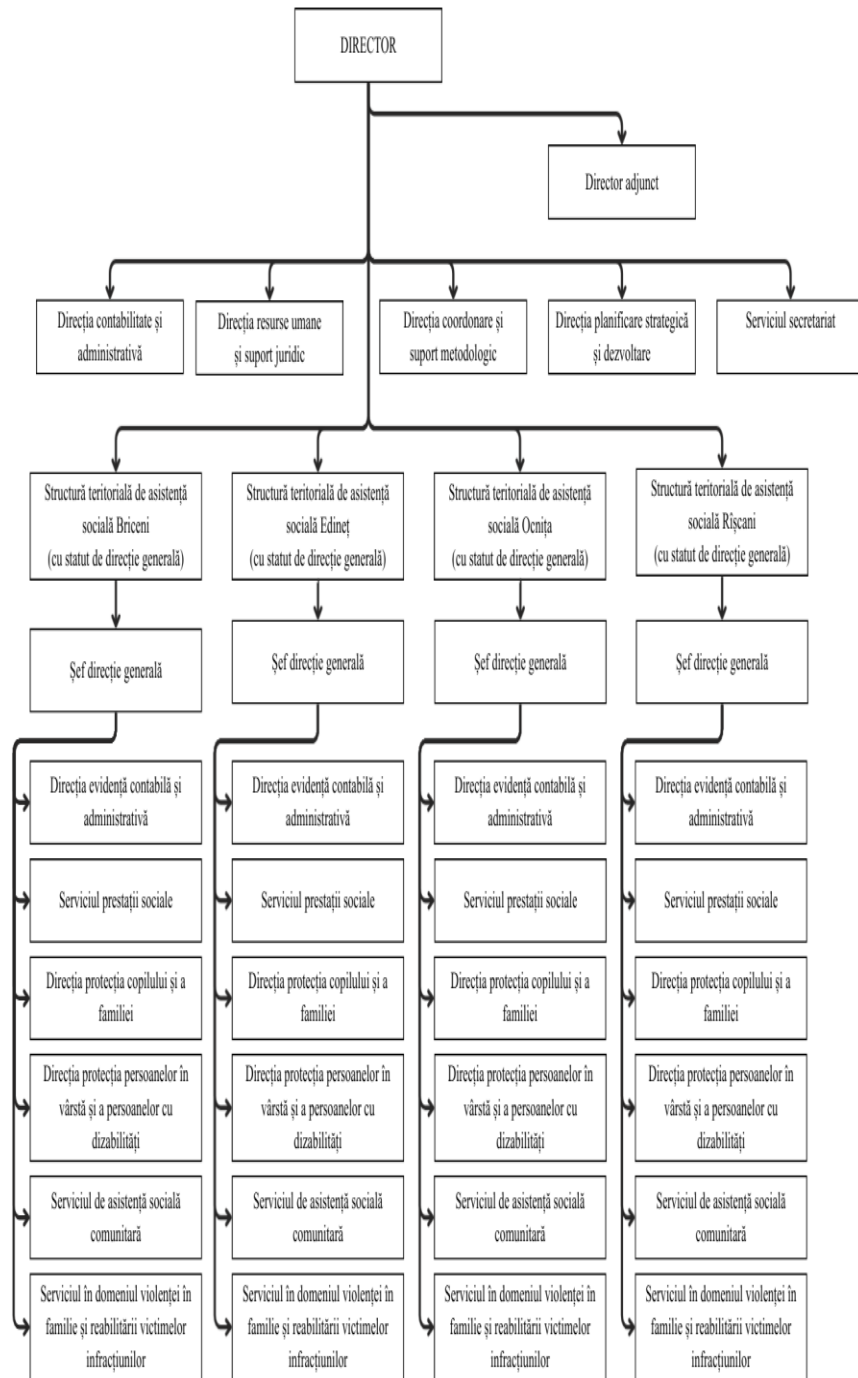 DIRECTOR
Director adjunct
Direcția contabilitate și
administrativă
Direcția resurse umane
și suport juridic
Direcția coordonare și
suport metodologic
Direcția planificare strategică
și dezvoltare
Serviciul secretariat
Structură teritorială de asistență
socială Briceni
(cu statut de direcție generală)
Structură teritorială de asistență
socială Edineț
(cu statut de direcție generală)
Structură teritorială de asistență
socială Ocnița
(cu statut de direcție generală)
Structură teritorială de asistență
socială Rîșcani
(cu statut de direcție generală)
Șef direcție generală
Șef direcție generală
Șef direcție generală
Șef direcție generală
Direcția evidență contabilă și
administrativă
Direcția evidență contabilă și
administrativă
Direcția evidență contabilă și
administrativă
Direcția evidență contabilă și
administrativă
Serviciul prestații sociale
Serviciul prestații sociale
Serviciul prestații sociale
Serviciul prestații sociale
Direcția protecția copilului și a
familiei
Direcția protecția copilului și a
familiei
Direcția protecția copilului și a
familiei
Direcția protecția copilului și a
familiei
Direcția protecția persoanelor în
vârstă și a persoanelor cu
dizabilități
Direcția protecția persoanelor în
vârstă și a persoanelor cu
dizabilități
Direcția protecția persoanelor în
vârstă și a persoanelor cu
dizabilități
Direcția protecția persoanelor în
vârstă și a persoanelor cu
dizabilități
Serviciul de asistență socială
comunitară
Serviciul de asistență socială
comunitară
Serviciul de asistență socială
comunitară
Serviciul de asistență socială
comunitară
Serviciul în domeniul violenței în
familie și reabilitării victimelor
infracțiunilor
Serviciul în domeniul violenței în
familie și reabilitării victimelor
infracțiunilor
Serviciul în domeniul violenței în
familie și reabilitării victimelor
infracțiunilor
Serviciul în domeniul violenței în
familie și reabilitării victimelor
infracțiunilor